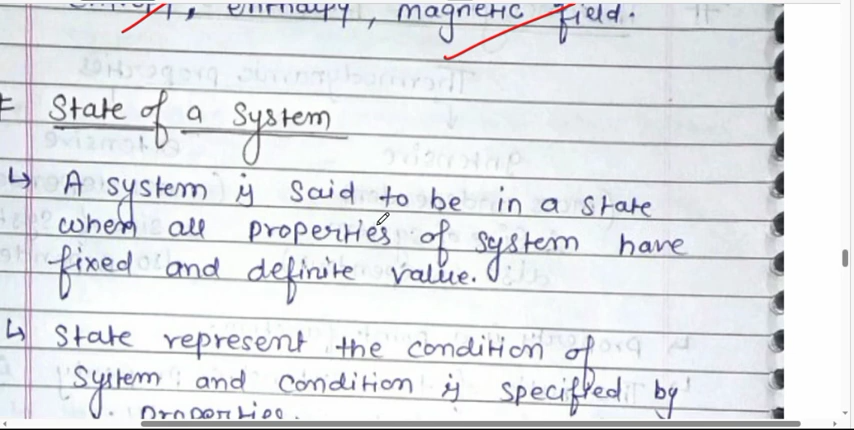 enthalpy, magnetic field.
State of a System
↳ A system is said to be in a state
when all properties of system have
fixed and definite value.
↳ State represent the condition of
System and condition is specified by
properties.